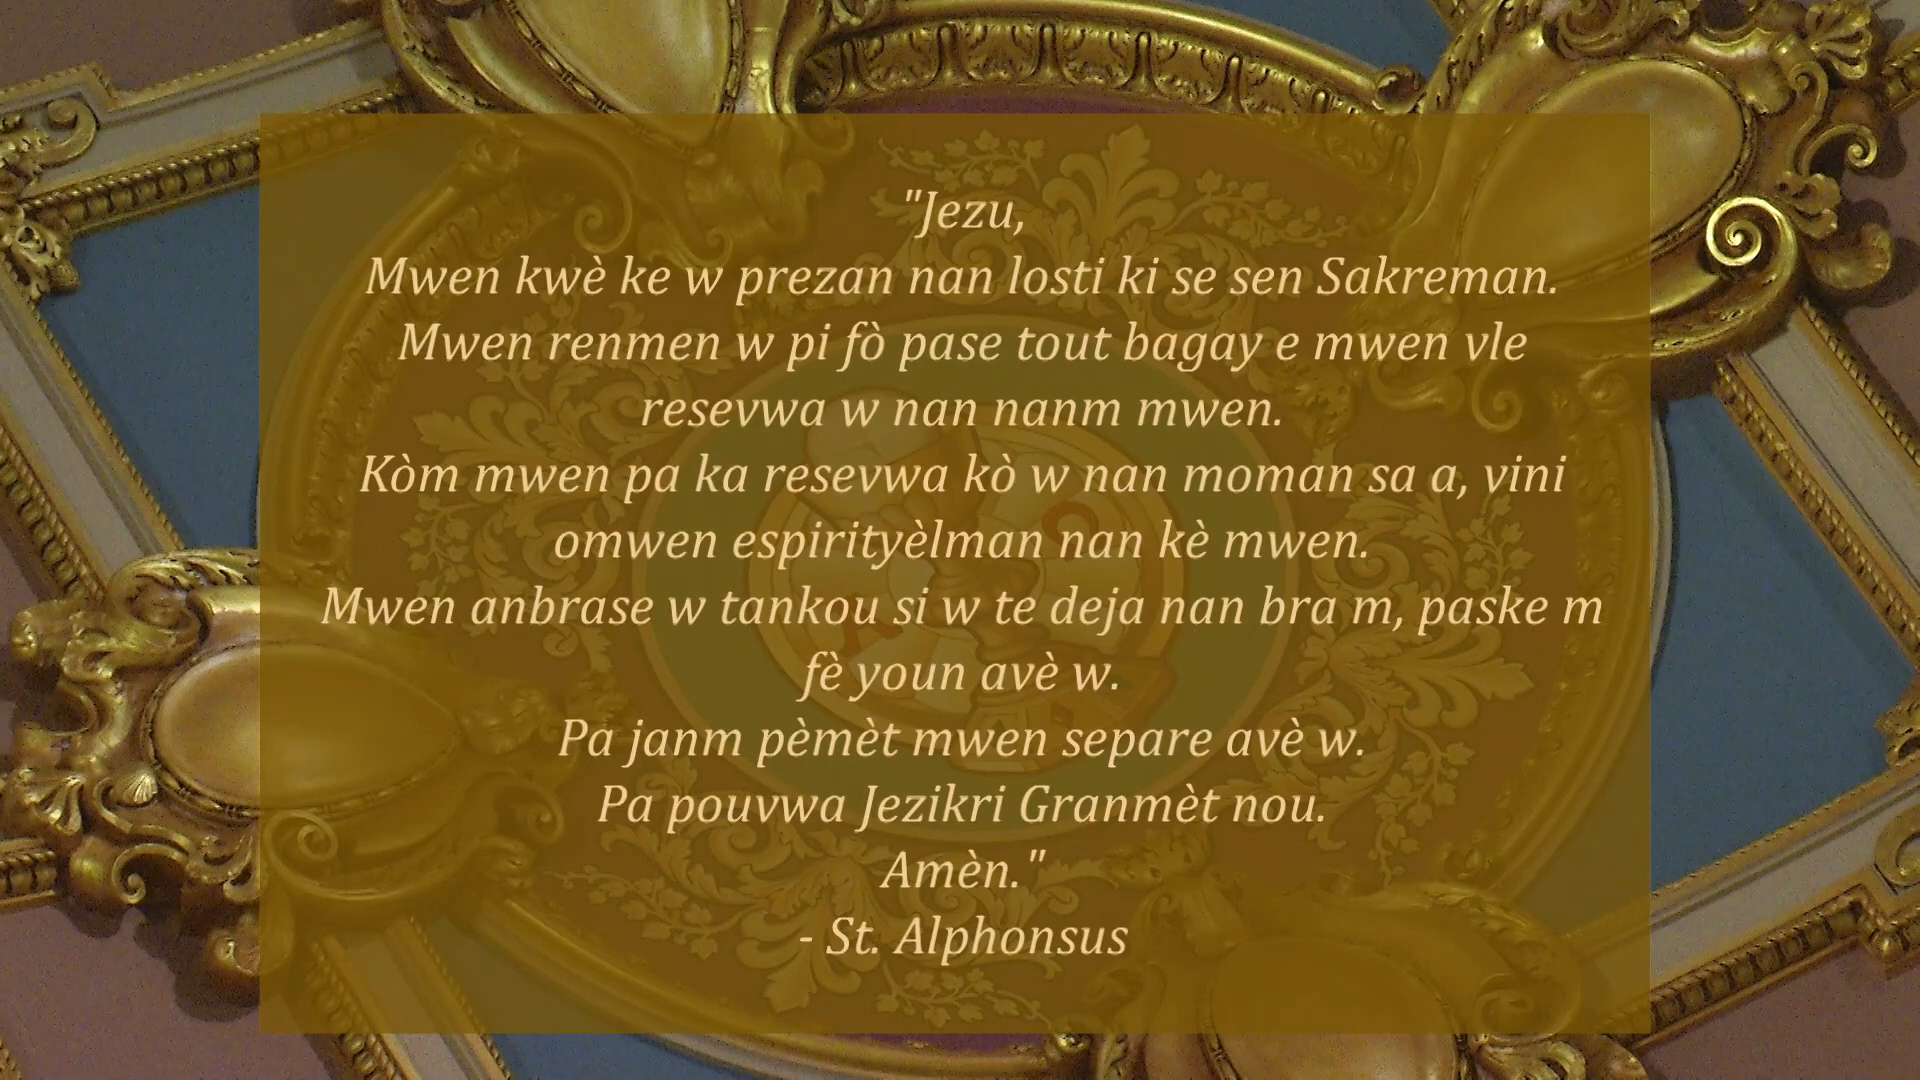 "Jezu,
Mwen kwè ke w prezan nan losti ki se sen Sakreman.
Mwen renmen w pi fò pase tout bagay e mwen vle
resevwa w nan nanm mwen.
Kòm mwen pa ka resevwa kò w nan moman sa a, vini
omwen espirityèlman nan kè mwen.
Mwen anbrase w tankou si w te deja nan bra m, paske m
fè youn avè w.
Pa janm pèmèt mwen separe avè w.
Pa pouvwa Jezikri Granmèt nou.
Amèn."
- St. Alphonsus